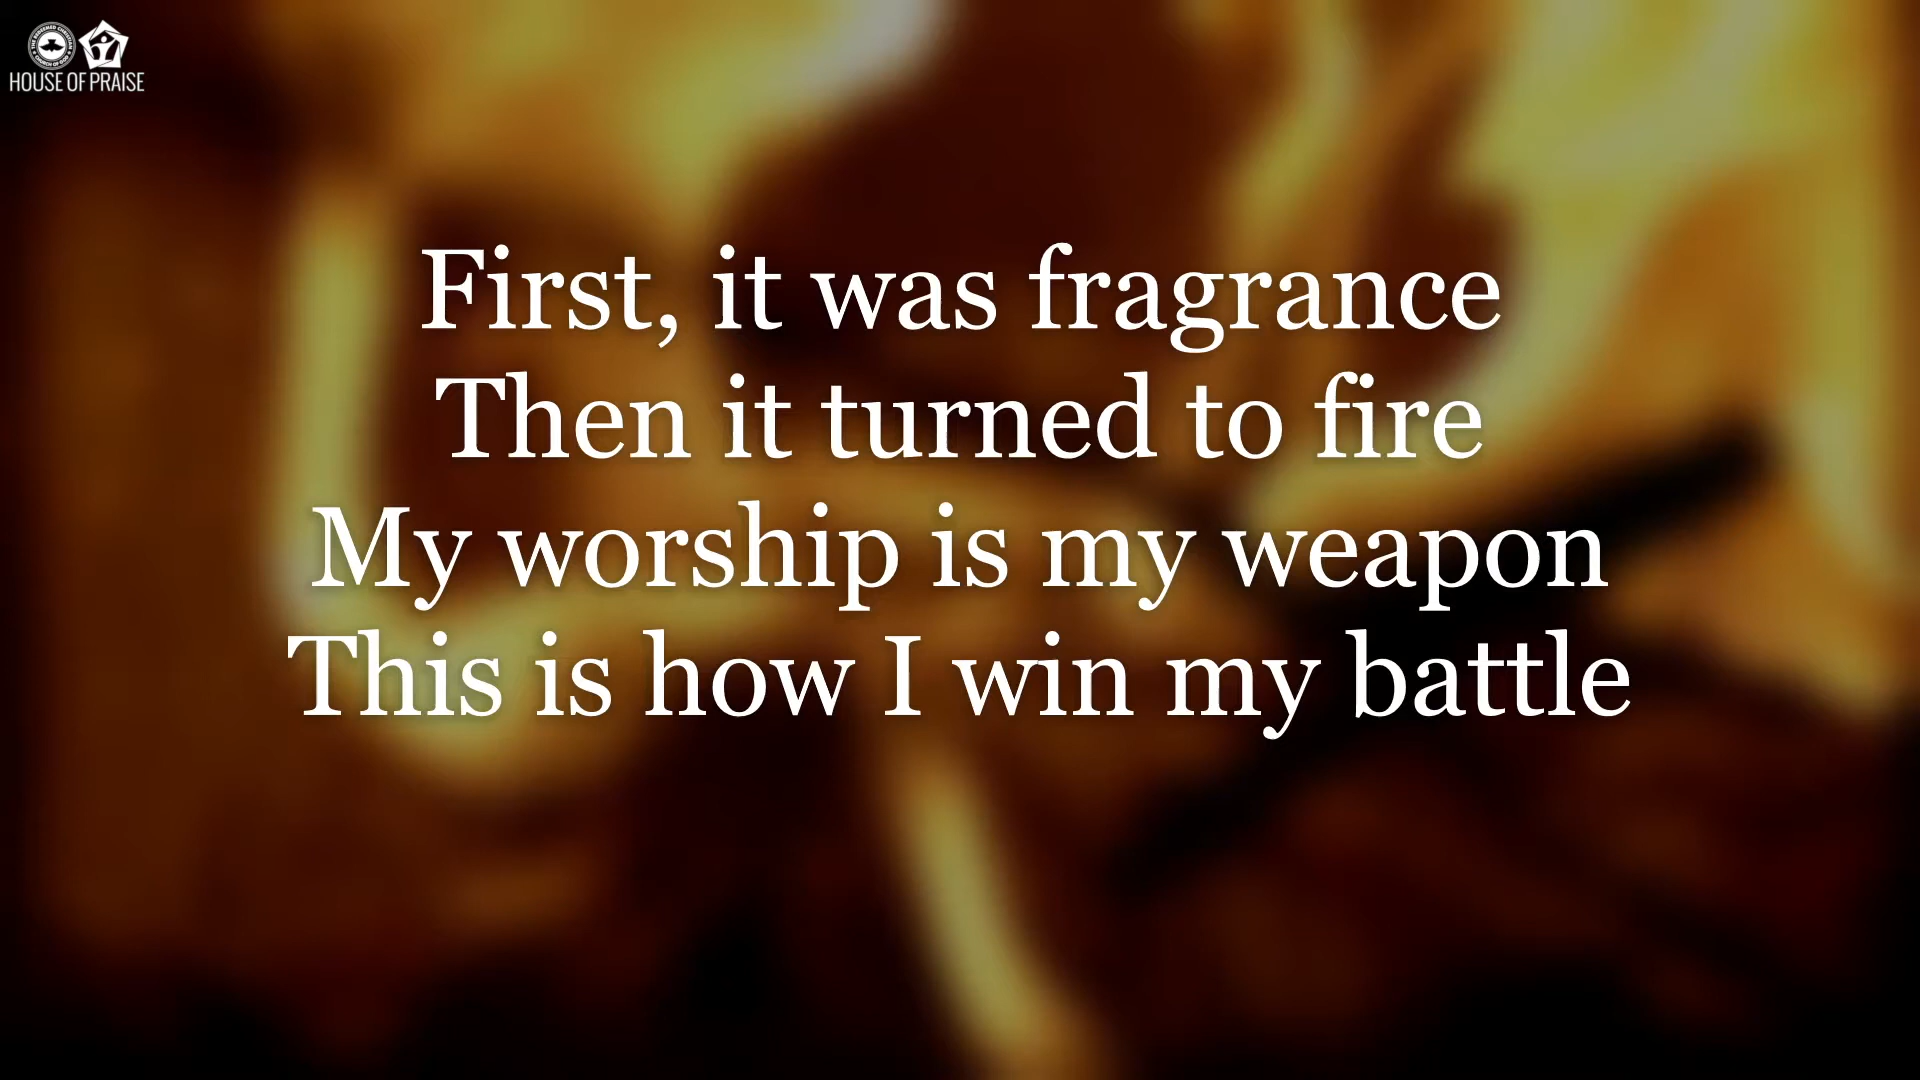 HOUSE OF PRAISE
First, it was fragrance
Then it turned to fire
My worship is my weapon
This is how I win my battle